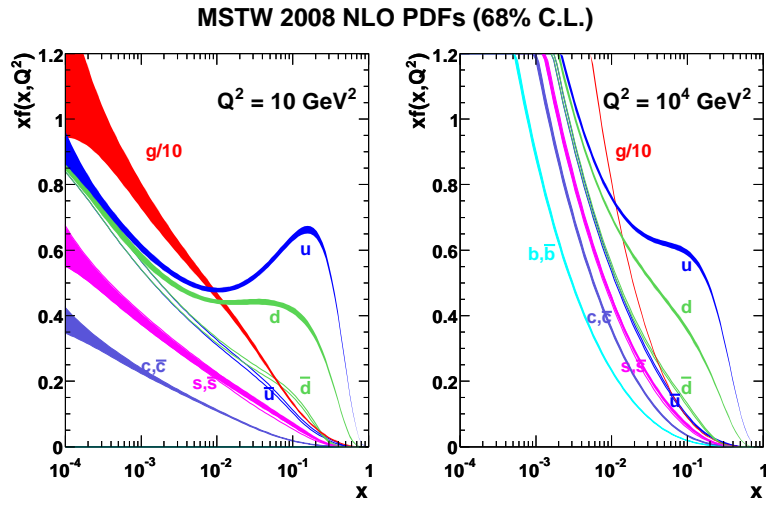 MSTW 2008 NLO PDFs (68% C.L.)
xf(x,Q²)
1.2
1
0.8
0.6
0.4
0.2
0
Q² = 10 GeV²
g/10
u
d
c,c̄
s,s̄
ū
d̄
10⁻⁴
10⁻³
10⁻²
10⁻¹
1
x
xf(x,Q²)
1.2
1
0.8
0.6
0.4
0.2
0
Q² = 10⁴ GeV²
g/10
b,b̄
u
d
c,c̄
s,s̄
d̄
ū
10⁻⁴
10⁻³
10⁻²
10⁻¹
1
x